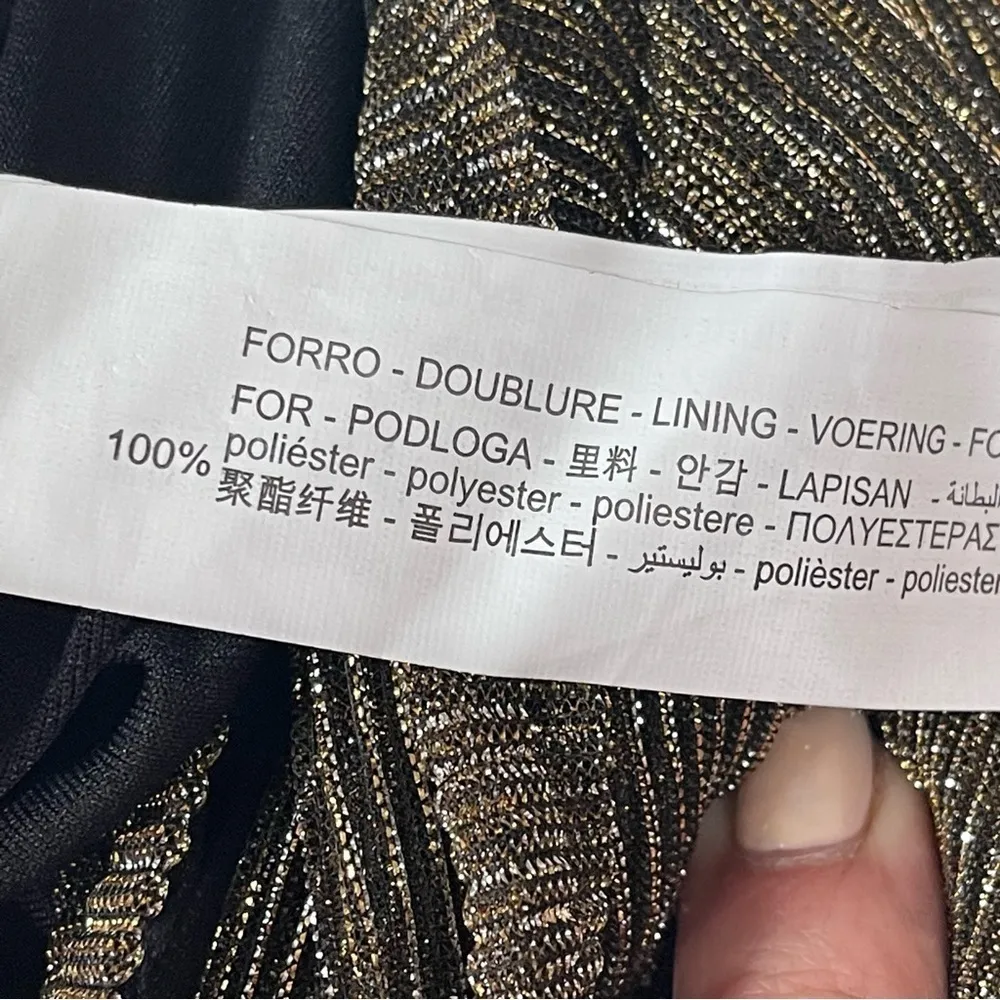 FORRO - DOUBLURE - LINING - VOERING - FO
FOR - PODLOGA - 里料 - 안감 - LAPISAN - البطانة
100% poliéster - polyester - poliestere - ΠΟΛΥΕΣΤΕΡΑΣ
聚酯纤维 - 폴리에스터 - بوليستير - polièster - poliester